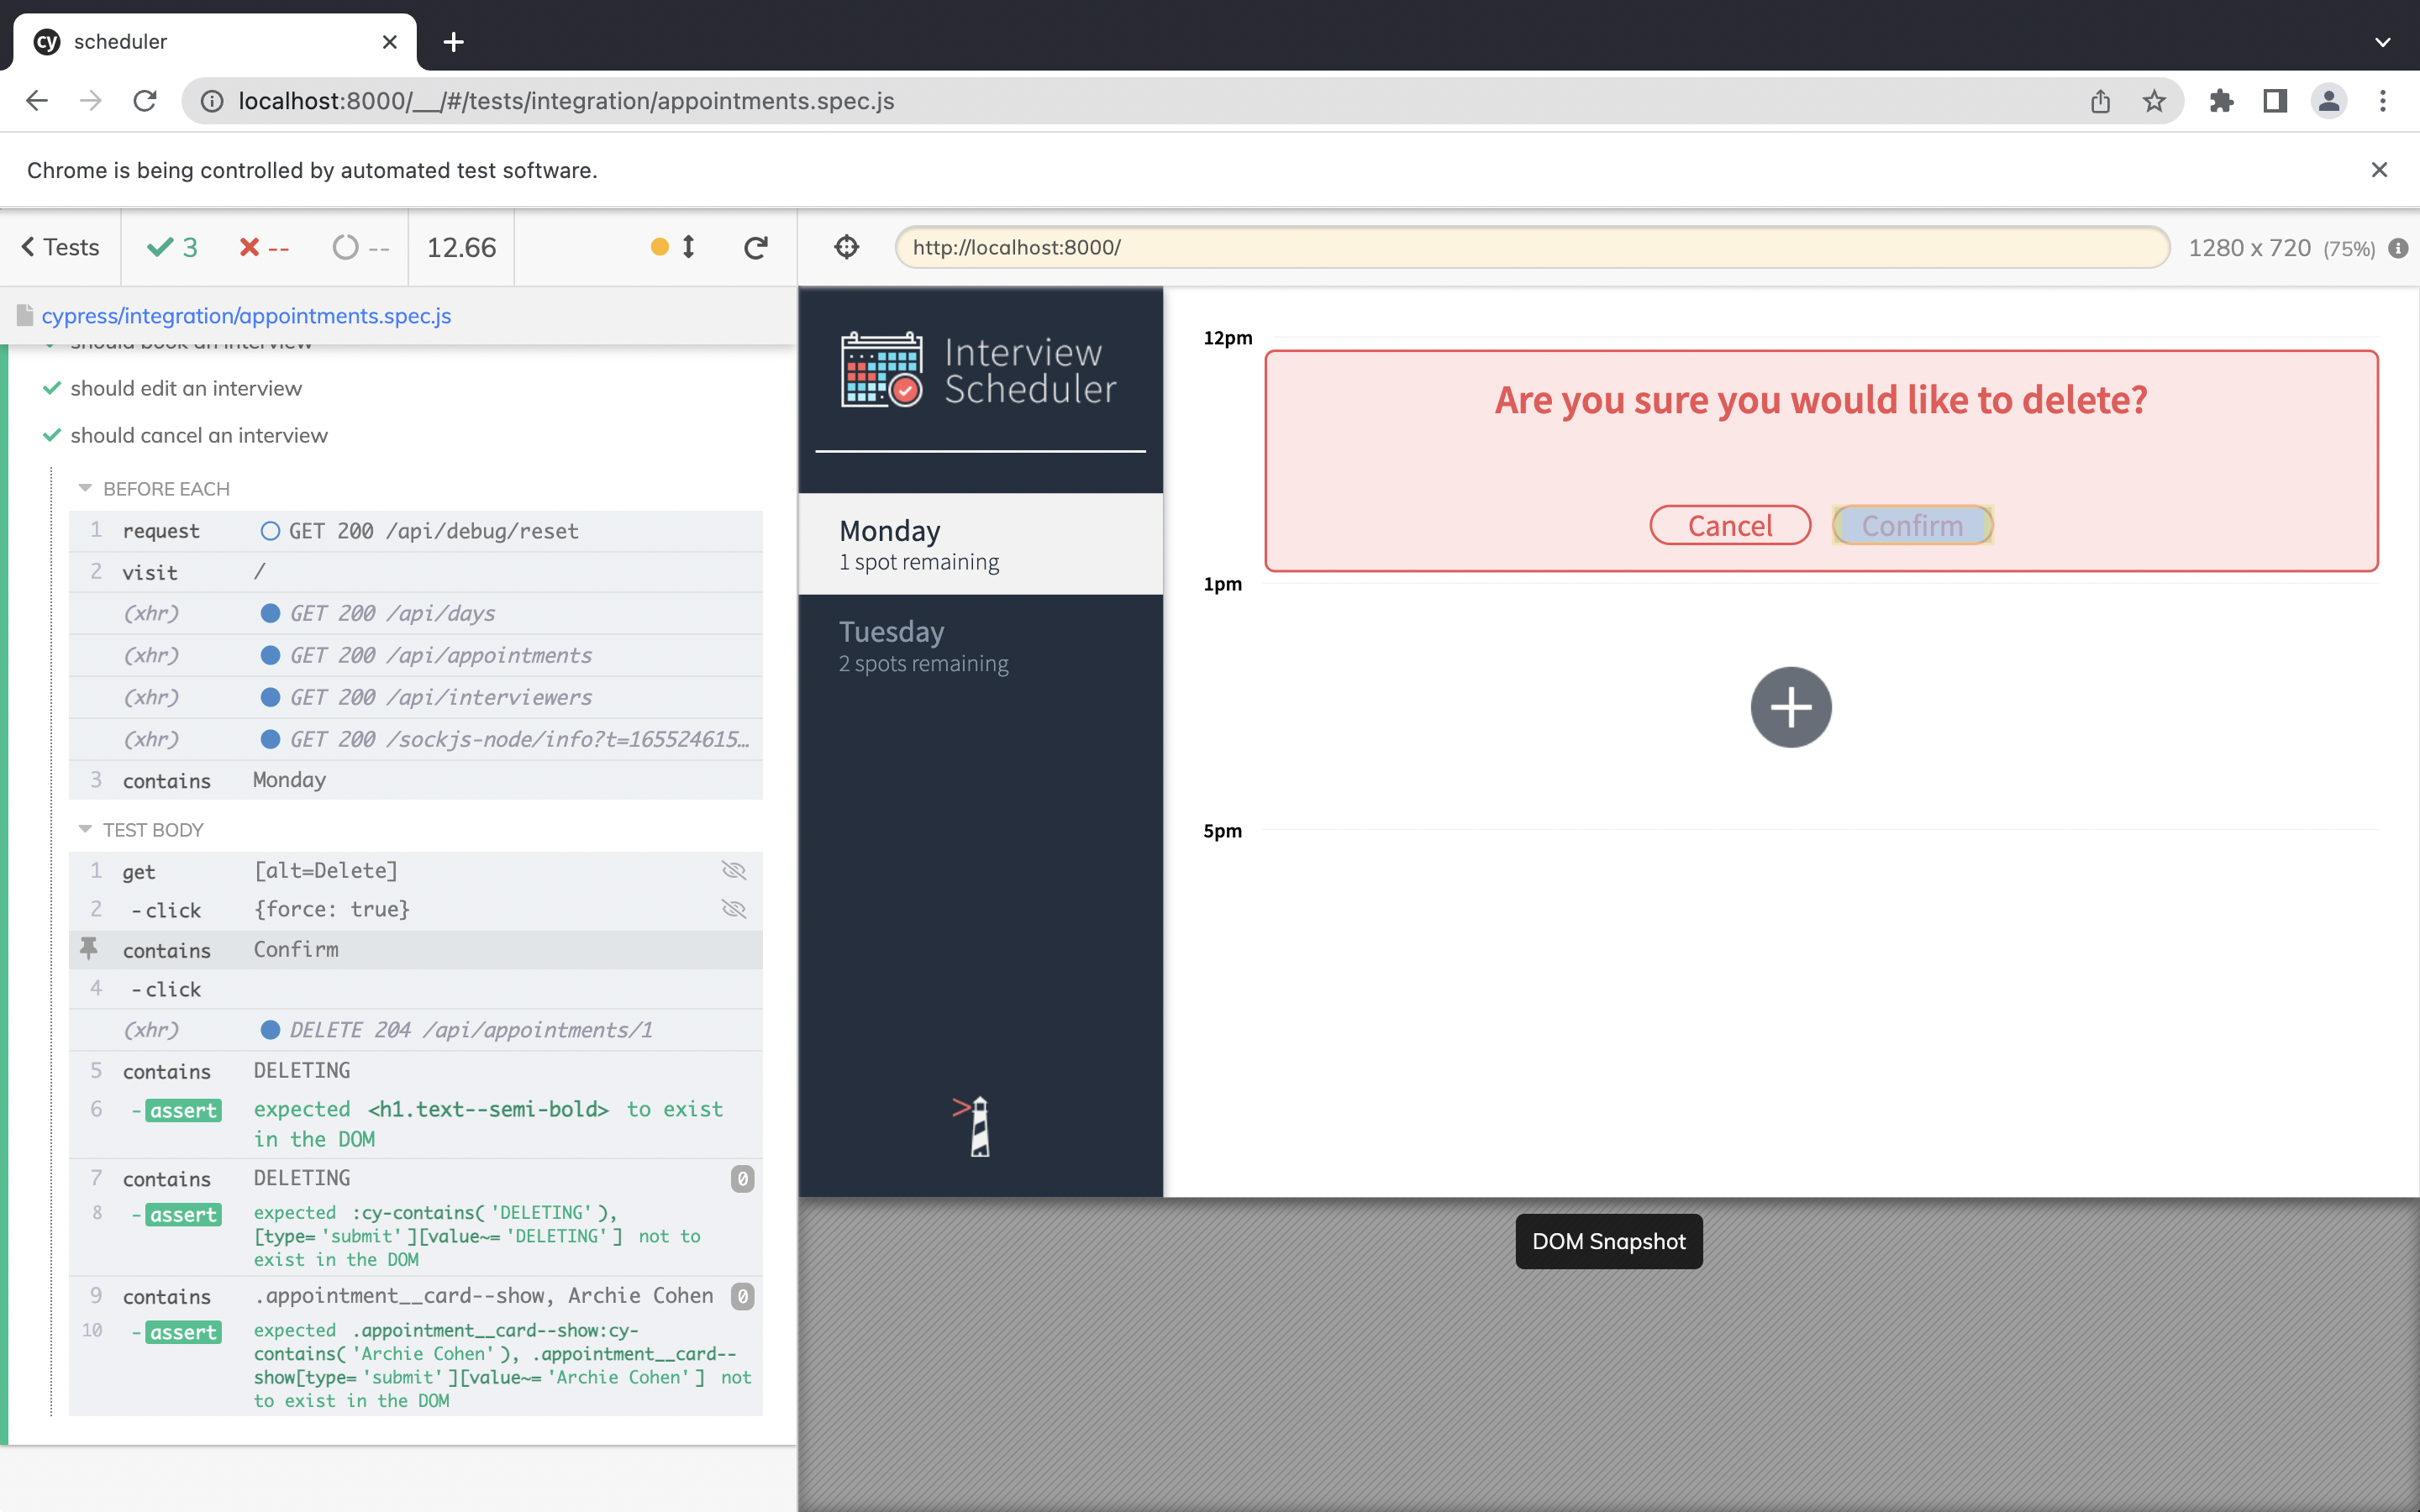 cy scheduler
localhost:8000/__/#/tests/integration/appointments.spec.js
Chrome is being controlled by automated test software.
Tests
3
--
--
12.66
http://localhost:8000/
1280 x 720 (75%)
cypress/integration/appointments.spec.js
should book an interview
should edit an interview
should cancel an interview
BEFORE EACH
1 request GET 200 /api/debug/reset
2 visit /
(xhr) GET 200 /api/days
(xhr) GET 200 /api/appointments
(xhr) GET 200 /api/interviewers
(xhr) GET 200 /sockjs-node/info?t=165524615…
3 contains Monday
TEST BODY
1 get [alt=Delete]
2 -click {force: true}
contains Confirm
4 -click
(xhr) DELETE 204 /api/appointments/1
5 contains DELETING
6 -assert expected <h1.text--semi-bold> to exist
in the DOM
7 contains DELETING 0
8 -assert expected :cy-contains('DELETING'),
[type='submit'][value~='DELETING'] not to
exist in the DOM
9 contains .appointment__card--show, Archie Cohen 0
10 -assert expected .appointment__card--show:cy-
contains('Archie Cohen'), .appointment__card--
show[type='submit'][value~='Archie Cohen'] not
to exist in the DOM
Interview
Scheduler
Monday
1 spot remaining
Tuesday
2 spots remaining
12pm
Are you sure you would like to delete?
Cancel Confirm
1pm
5pm
DOM Snapshot